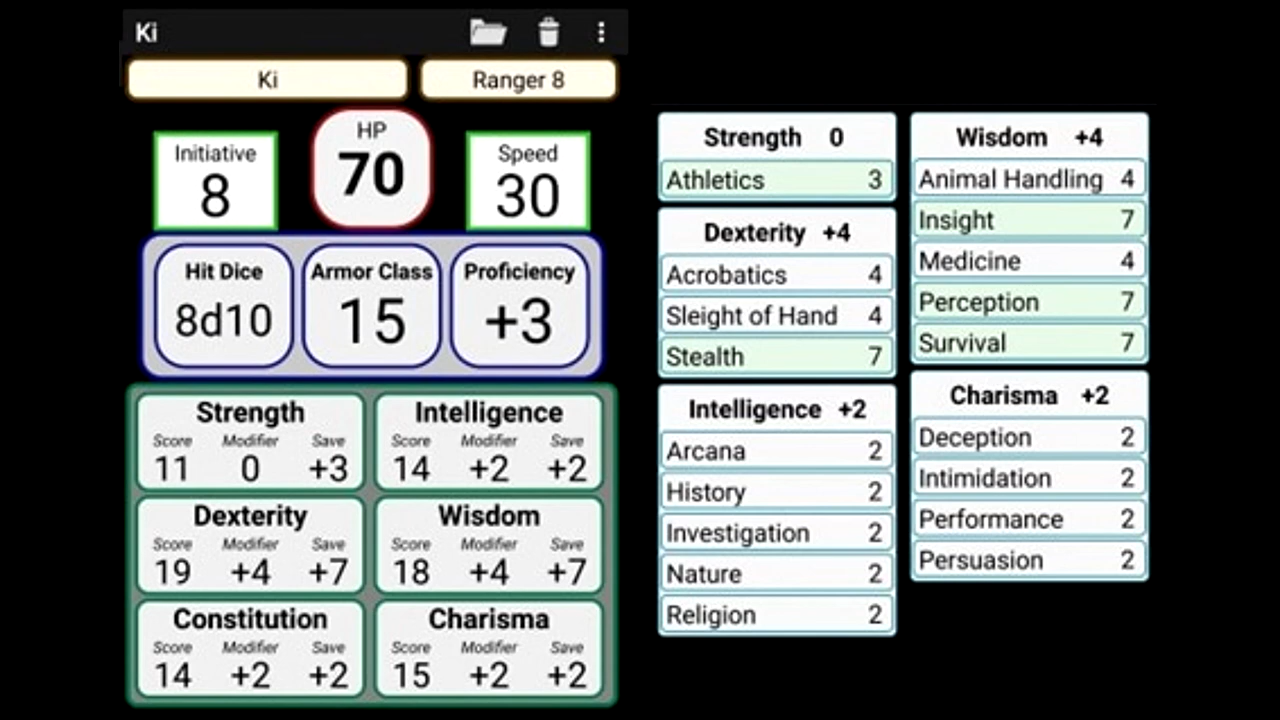 Ki
Ki
Ranger 8
Initiative
8
HP
70
Speed
30
Hit Dice
8d10
Armor Class
15
Proficiency
+3
Strength
Score Modifier Save
11 0 +3
Intelligence
Score Modifier Save
14 +2 +2
Dexterity
Score Modifier Save
19 +4 +7
Wisdom
Score Modifier Save
18 +4 +7
Constitution
Score Modifier Save
14 +2 +2
Charisma
Score Modifier Save
15 +2 +2
Strength 0
Athletics 3
Dexterity +4
Acrobatics 4
Sleight of Hand 4
Stealth 7
Intelligence +2
Arcana 2
History 2
Investigation 2
Nature 2
Religion 2
Wisdom +4
Animal Handling 4
Insight 7
Medicine 4
Perception 7
Survival 7
Charisma +2
Deception 2
Intimidation 2
Performance 2
Persuasion 2